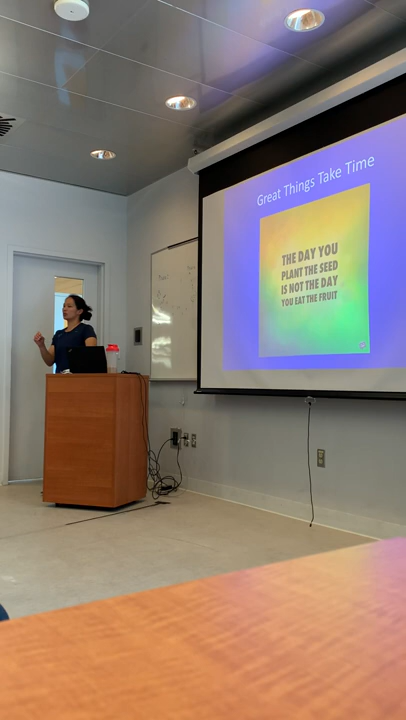 Great Things Take Time
THE DAY YOU
PLANT THE SEED
IS NOT THE DAY
YOU EAT THE FRUIT